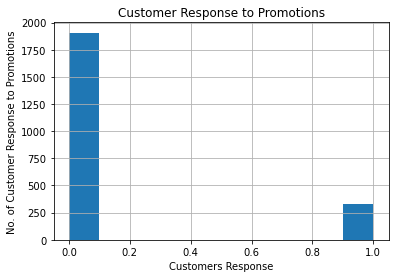 Customer Response to Promotions
No. of Customer Response to Promotions
2000
1750
1500
1250
1000
750
500
250
0
0.0 0.2 0.4 0.6 0.8 1.0
Customers Response